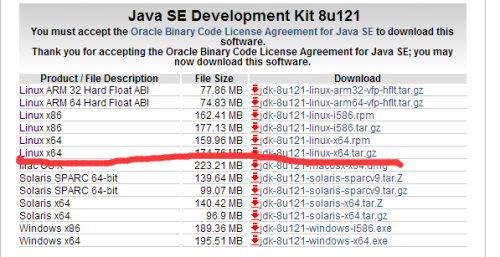 Java SE Development Kit 8u121
You must accept the Oracle Binary Code License Agreement for Java SE to download this
software.
Thank you for accepting the Oracle Binary Code License Agreement for Java SE; you may
now download this software.
Product / File Description File Size Download
Linux ARM 32 Hard Float ABI 77.86 MB jdk-8u121-linux-arm32-vfp-hflt.tar.gz
Linux ARM 64 Hard Float ABI 74.83 MB jdk-8u121-linux-arm64-vfp-hflt.tar.gz
Linux x86 162.41 MB jdk-8u121-linux-i586.rpm
Linux x86 177.13 MB jdk-8u121-linux-i586.tar.gz
Linux x64 159.96 MB jdk-8u121-linux-x64.rpm
Linux x64 174.76 MB jdk-8u121-linux-x64.tar.gz
Mac OS X 223.21 MB jdk-8u121-macosx-x64.dmg
Solaris SPARC 64-bit 139.64 MB jdk-8u121-solaris-sparcv9.tar.Z
Solaris SPARC 64-bit 99.07 MB jdk-8u121-solaris-sparcv9.tar.gz
Solaris x64 140.42 MB jdk-8u121-solaris-x64.tar.Z
Solaris x64 96.9 MB jdk-8u121-solaris-x64.tar.gz
Windows x86 189.36 MB jdk-8u121-windows-i586.exe
Windows x64 195.51 MB jdk-8u121-windows-x64.exe